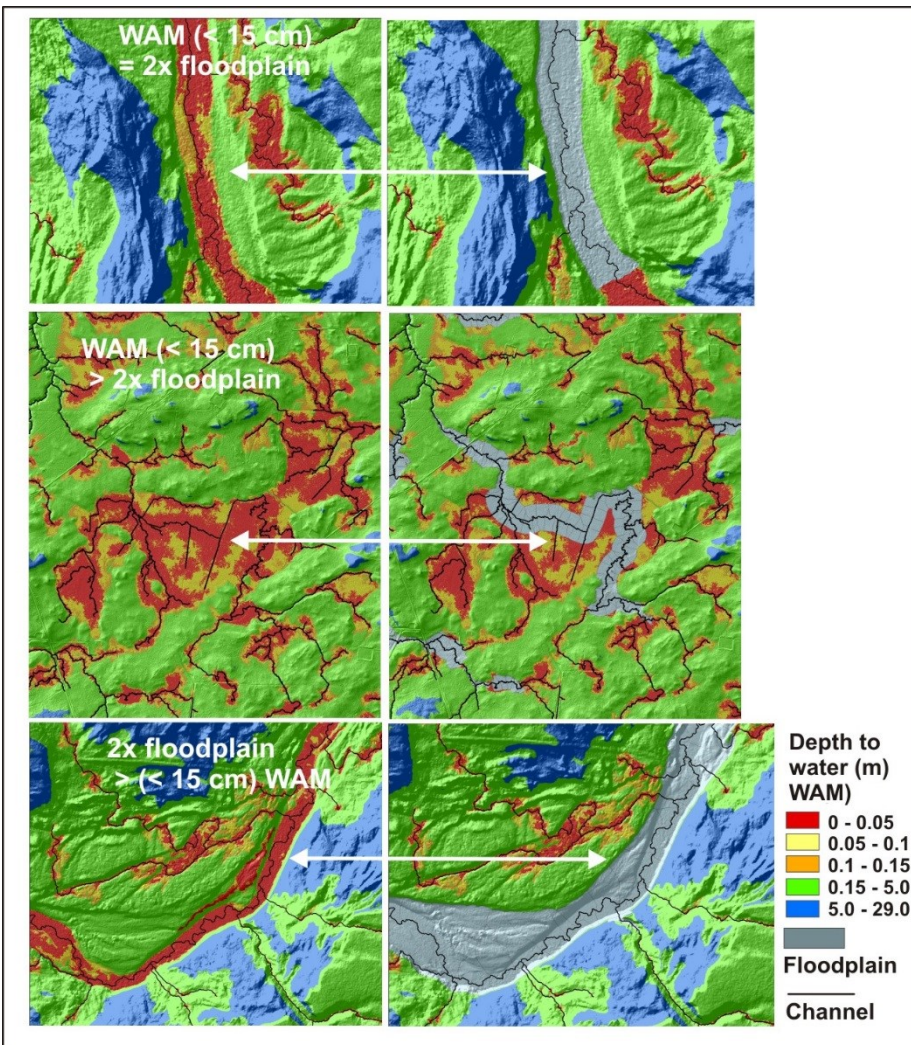 WAM (< 15 cm)
= 2x floodplain
WAM (< 15 cm)
> 2x floodplain
2x floodplain
> (< 15 cm) WAM
Depth to
water (m)
WAM)
0 - 0.05
0.05 - 0.1
0.1 - 0.15
0.15 - 5.0
5.0 - 29.0
Floodplain
Channel